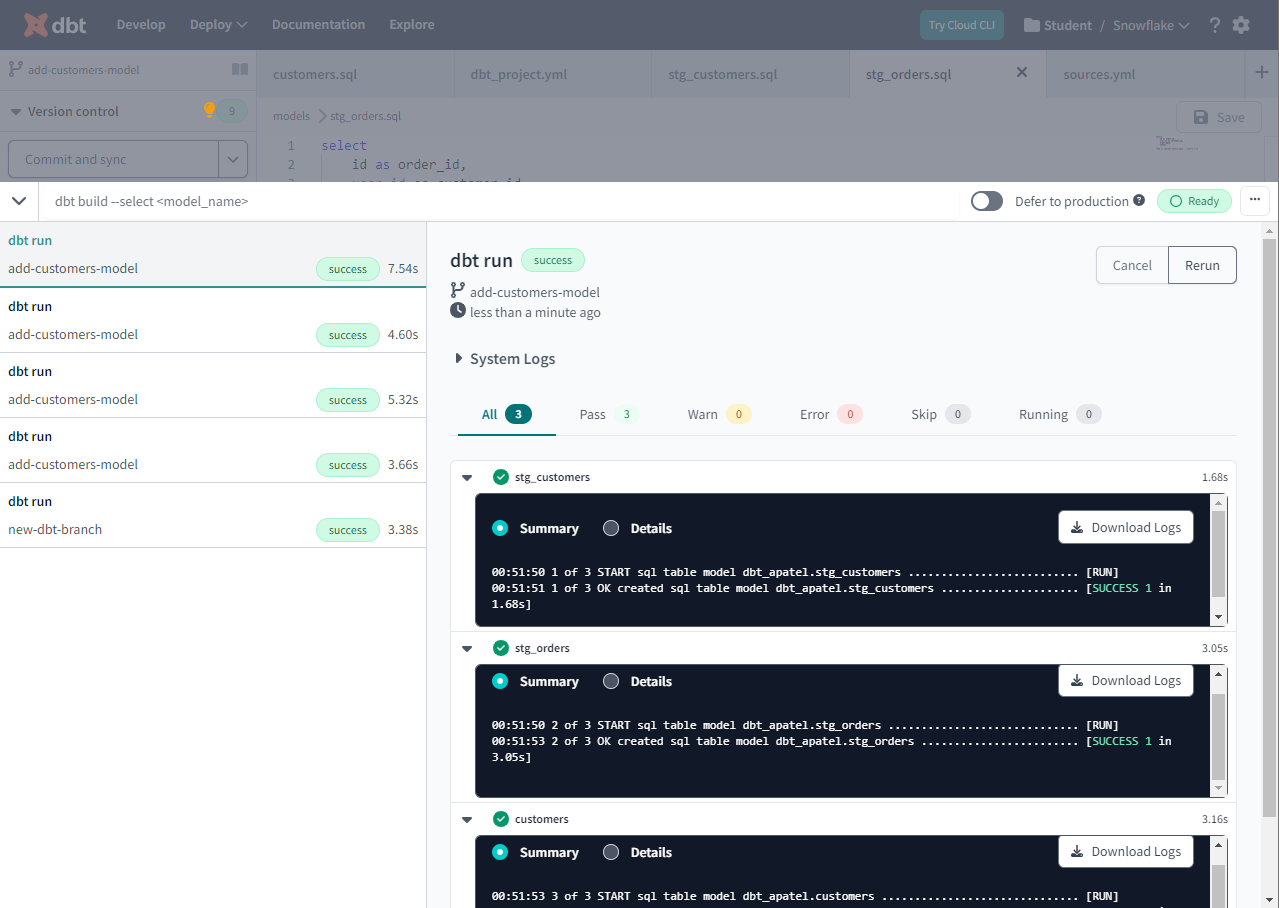 dbt Develop Deploy Documentation Explore Try Cloud CLI Student / Snowflake ?
add-customers-model
customers.sql dbt_project.yml stg_customers.sql stg_orders.sql sources.yml +
Version control 9
models > stg_orders.sql Save
Commit and sync
1 select
2 id as order_id,
dbt build --select <model_name> Defer to production ? Ready ...
dbt run
add-customers-model success 7.54s
dbt run
add-customers-model success 4.60s
dbt run
add-customers-model success 5.32s
dbt run
add-customers-model success 3.66s
dbt run
new-dbt-branch success 3.38s
dbt run success Cancel Rerun
add-customers-model
less than a minute ago
System Logs
All 3 Pass 3 Warn 0 Error 0 Skip 0 Running 0
stg_customers 1.68s
Summary Details Download Logs
00:51:50 1 of 3 START sql table model dbt_apatel.stg_customers .......................... [RUN]
00:51:51 1 of 3 OK created sql table model dbt_apatel.stg_customers ..................... [SUCCESS 1 in
1.68s]
stg_orders 3.05s
Summary Details Download Logs
00:51:50 2 of 3 START sql table model dbt_apatel.stg_orders ............................. [RUN]
00:51:53 2 of 3 OK created sql table model dbt_apatel.stg_orders ........................ [SUCCESS 1 in
3.05s]
customers 3.16s
Summary Details Download Logs
00:51:53 3 of 3 START sql table model dbt_apatel.customers .............................. [RUN]